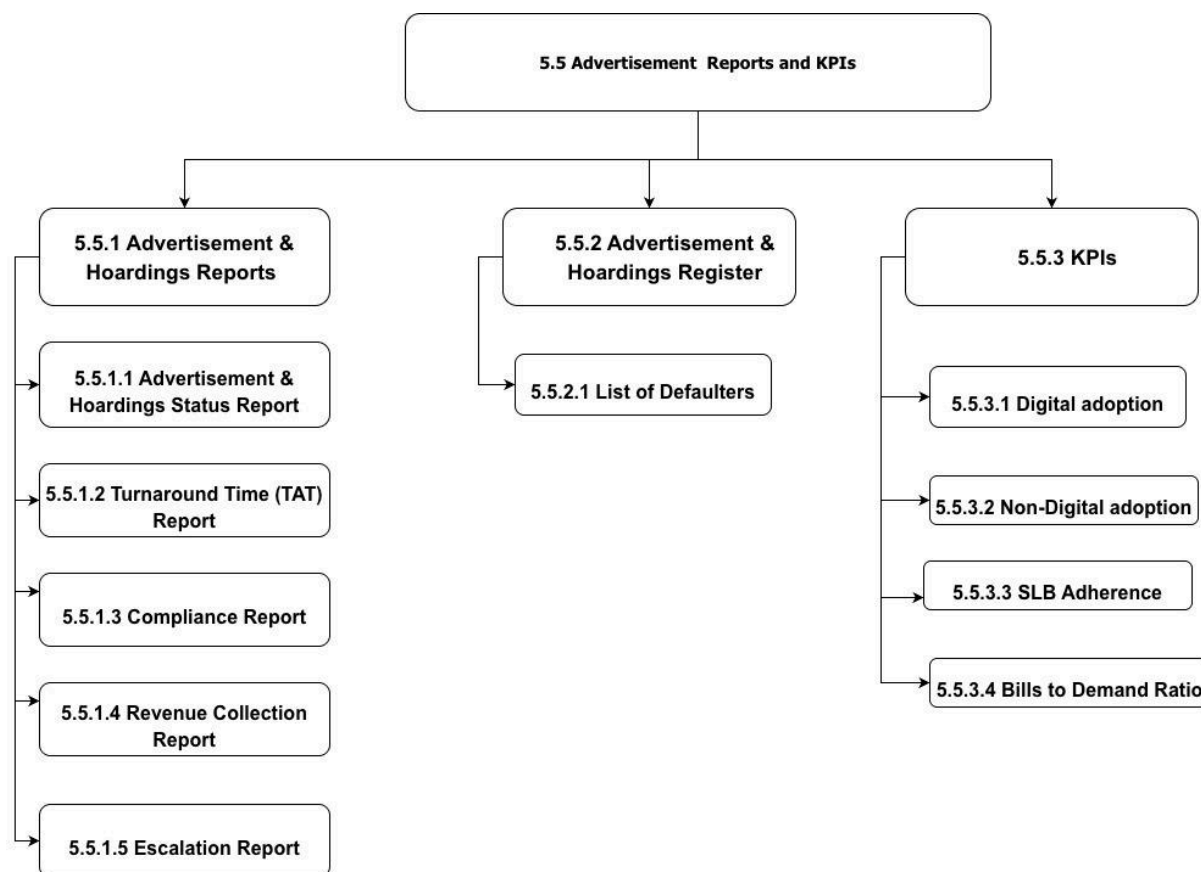 5.5 Advertisement Reports and KPIs
5.5.1 Advertisement &
Hoardings Reports
5.5.2 Advertisement &
Hoardings Register
5.5.3 KPIs
5.5.1.1 Advertisement &
Hoardings Status Report
5.5.1.2 Turnaround Time (TAT)
Report
5.5.1.3 Compliance Report
5.5.1.4 Revenue Collection
Report
5.5.1.5 Escalation Report
5.5.2.1 List of Defaulters
5.5.3.1 Digital adoption
5.5.3.2 Non-Digital adoption
5.5.3.3 SLB Adherence
5.5.3.4 Bills to Demand Ratio